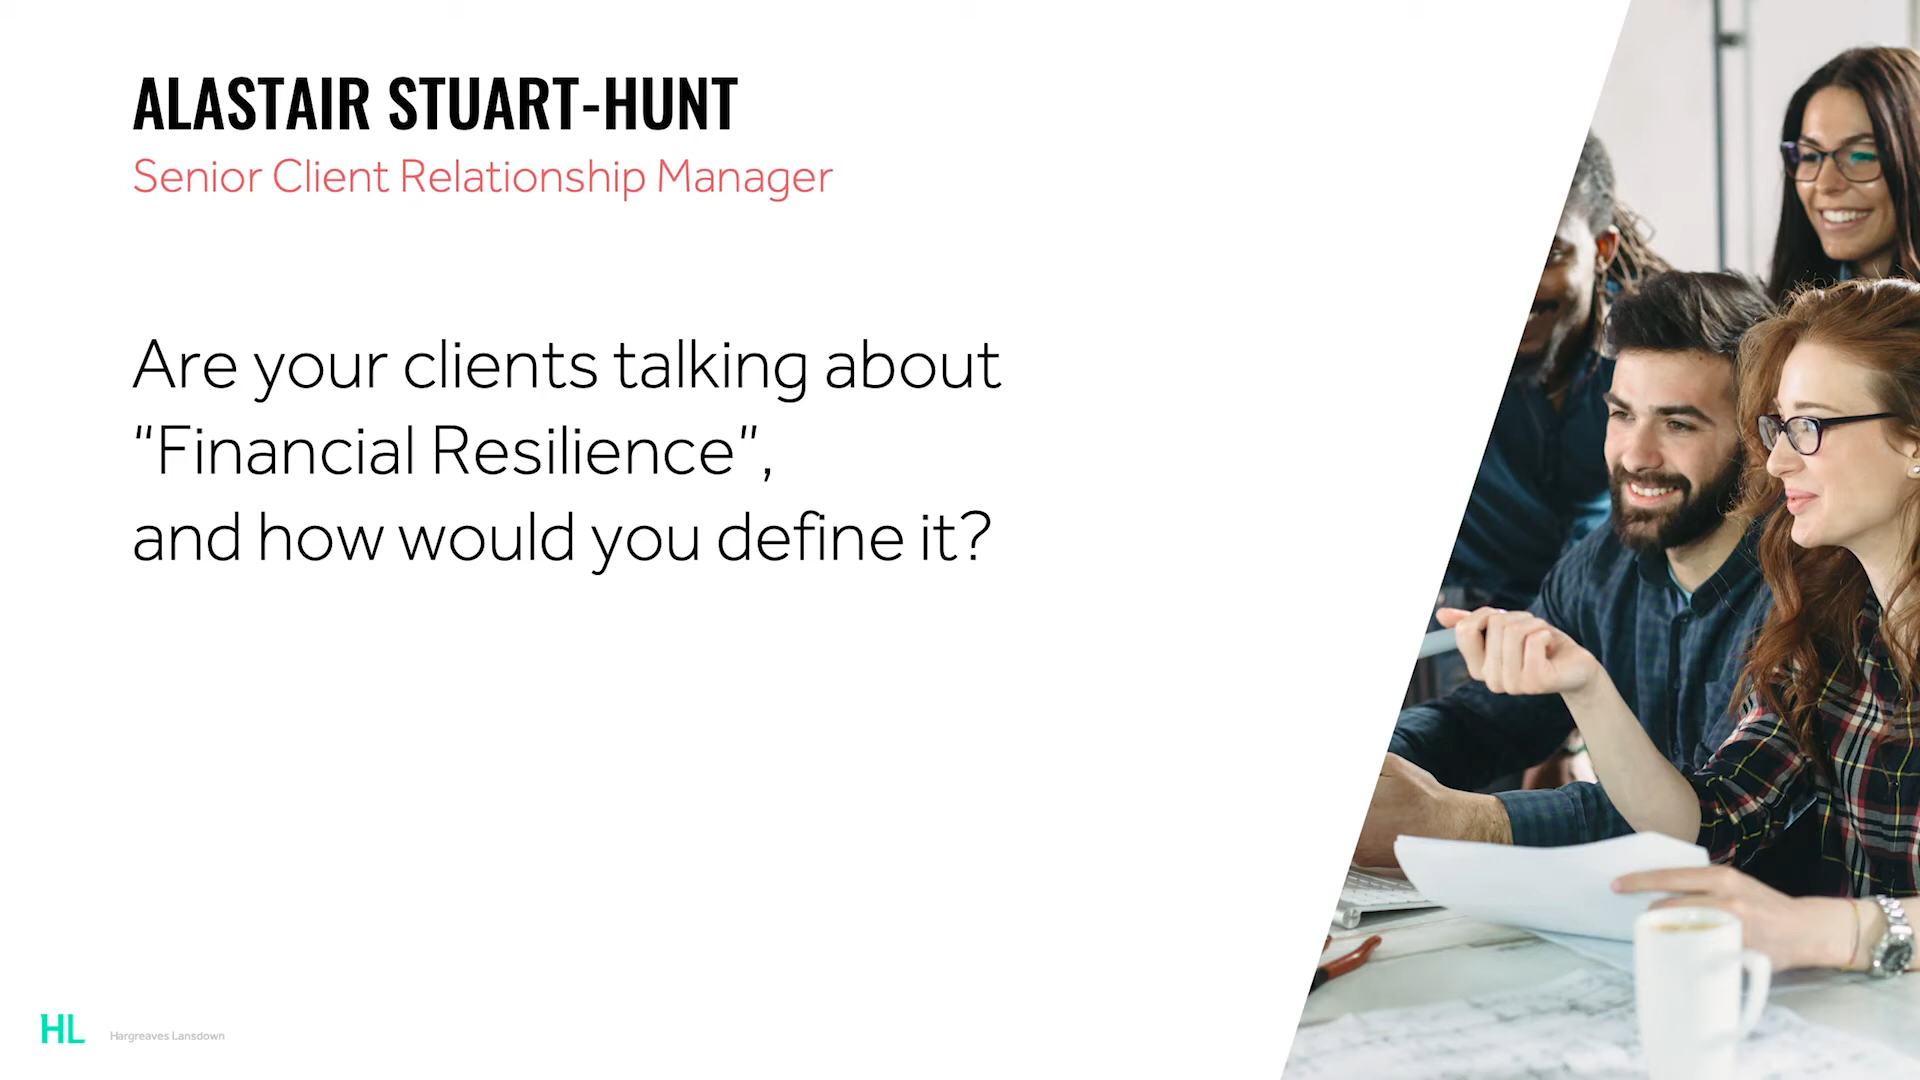 ALASTAIR STUART-HUNT
Senior Client Relationship Manager
Are your clients talking about
“Financial Resilience”,
and how would you define it?
HL
Hargreaves Lansdown